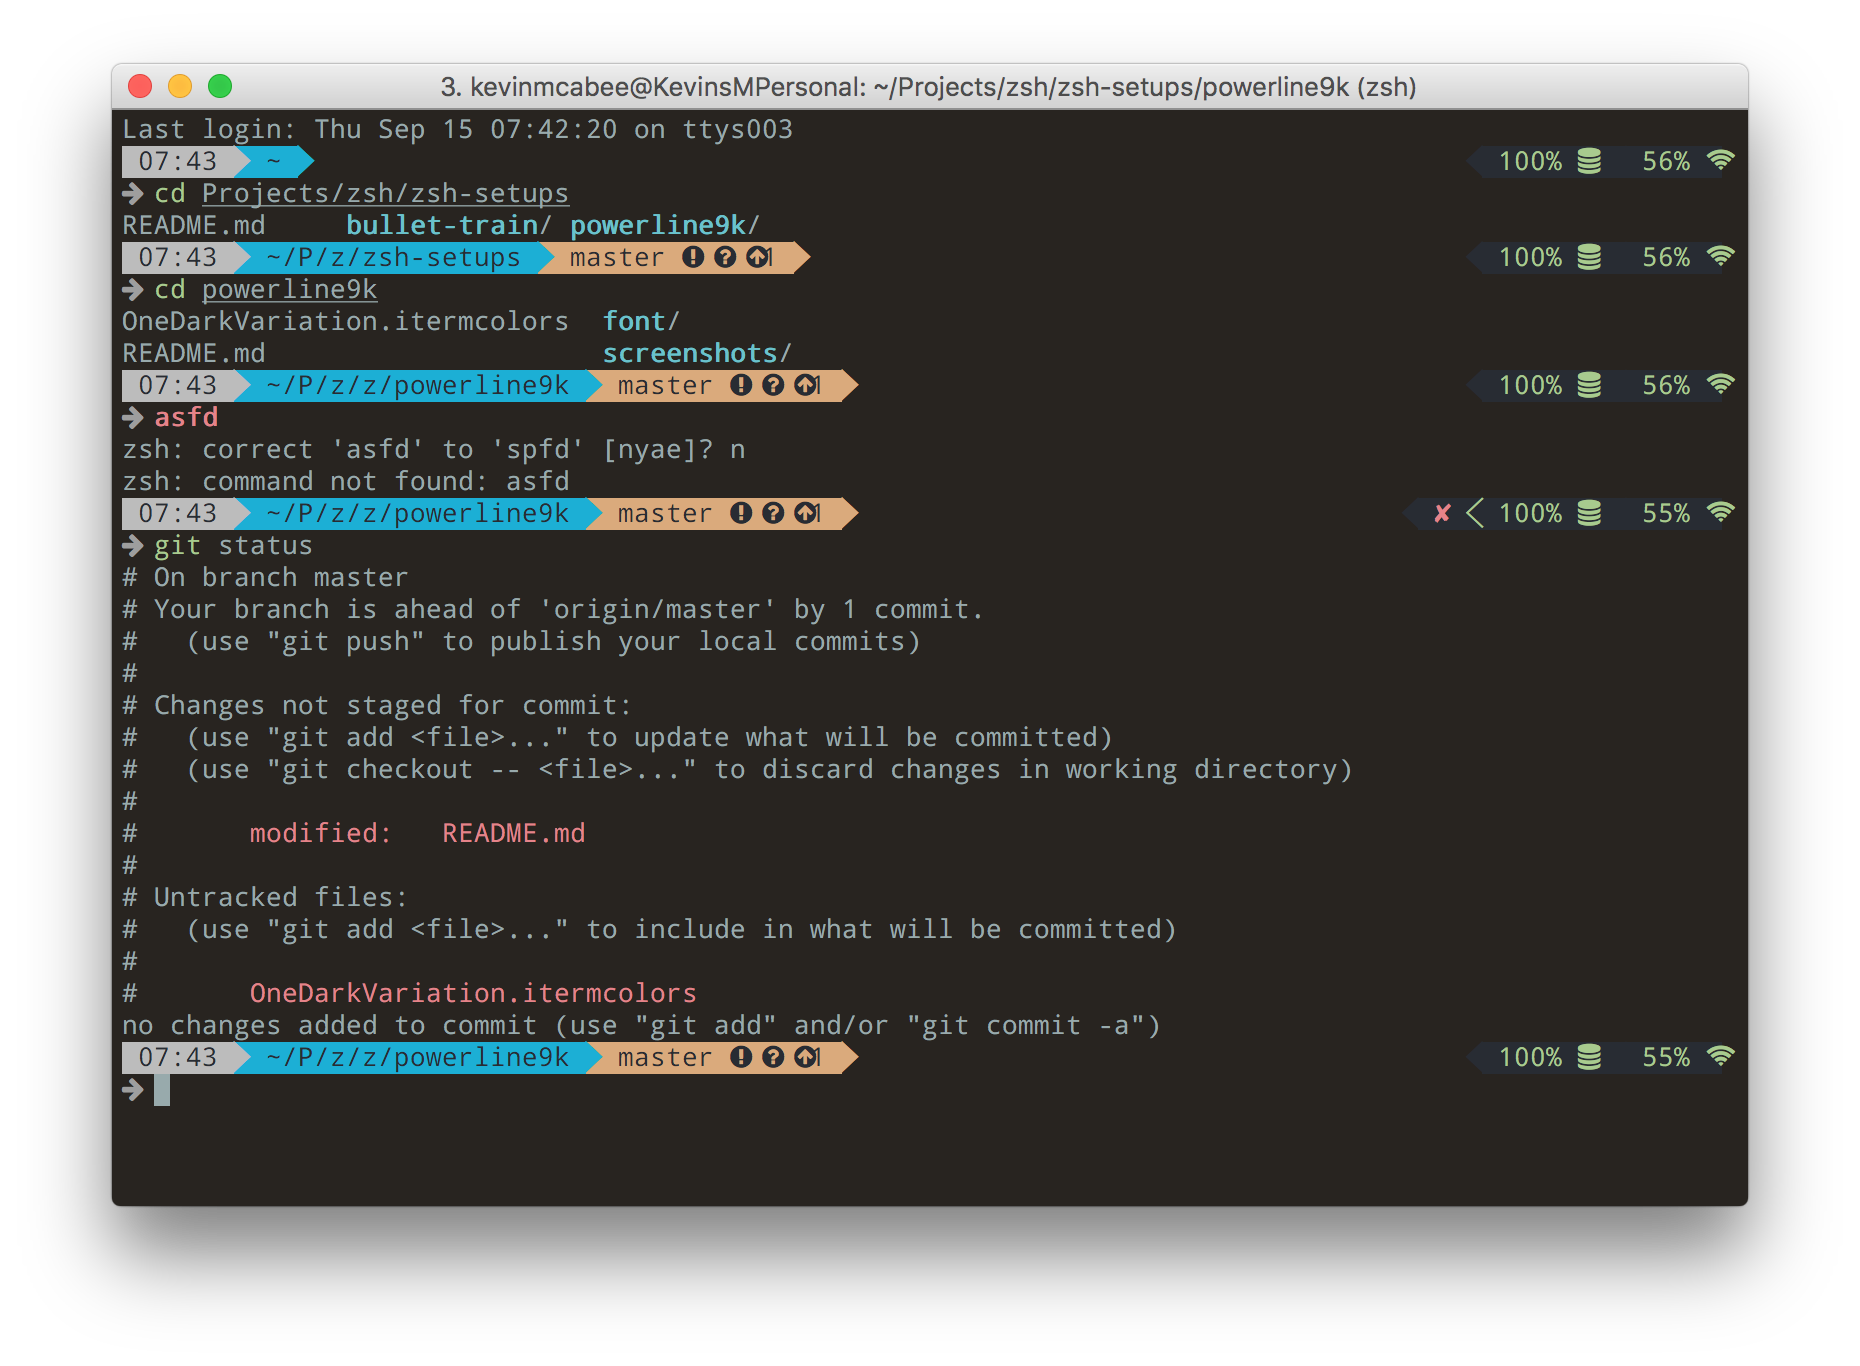 3. kevinmcabee@KevinsMPersonal: ~/Projects/zsh/zsh-setups/powerline9k (zsh)
Last login: Thu Sep 15 07:42:20 on ttys003
07:43 ~ 100% 56%
➔ cd Projects/zsh/zsh-setups
README.md bullet-train/ powerline9k/
07:43 ~/P/z/zsh-setups master ! ? ↑1 100% 56%
➔ cd powerline9k
OneDarkVariation.itermcolors font/
README.md screenshots/
07:43 ~/P/z/z/powerline9k master ! ? ↑1 100% 56%
➔ asfd
zsh: correct 'asfd' to 'spfd' [nyae]? n
zsh: command not found: asfd
07:43 ~/P/z/z/powerline9k master ! ? ↑1 ✘ 100% 55%
➔ git status
# On branch master
# Your branch is ahead of 'origin/master' by 1 commit.
#   (use "git push" to publish your local commits)
#
# Changes not staged for commit:
#   (use "git add <file>..." to update what will be committed)
#   (use "git checkout -- <file>..." to discard changes in working directory)
#
#       modified:   README.md
#
# Untracked files:
#   (use "git add <file>..." to include in what will be committed)
#
#       OneDarkVariation.itermcolors
no changes added to commit (use "git add" and/or "git commit -a")
07:43 ~/P/z/z/powerline9k master ! ? ↑1 100% 55%
➔